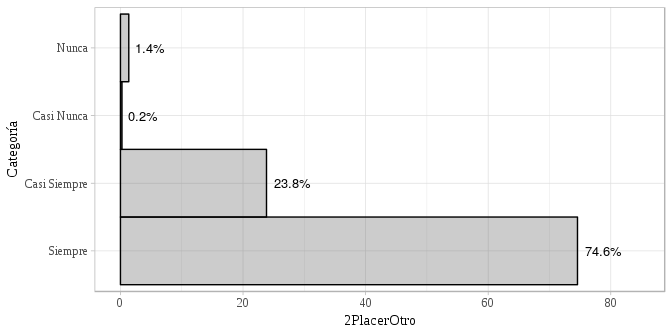 Nunca
1.4%
Casi Nunca
0.2%
Casi Siempre
23.8%
Siempre
74.6%
Categoría
0 20 40 60 80
2PlacerOtro